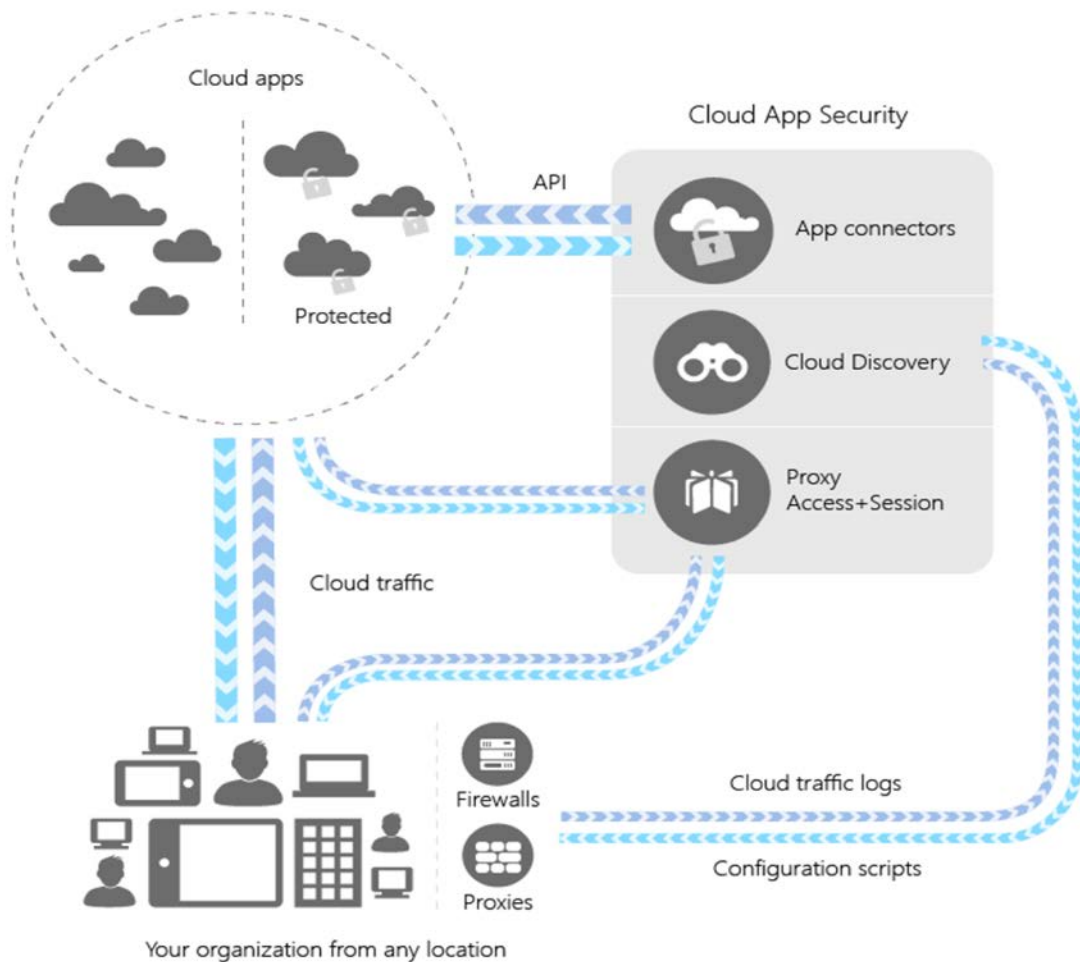 Cloud apps
Protected
API
Cloud App Security
App connectors
Cloud Discovery
Proxy
Access+Session
Cloud traffic
Firewalls
Proxies
Cloud traffic logs
Configuration scripts
Your organization from any location